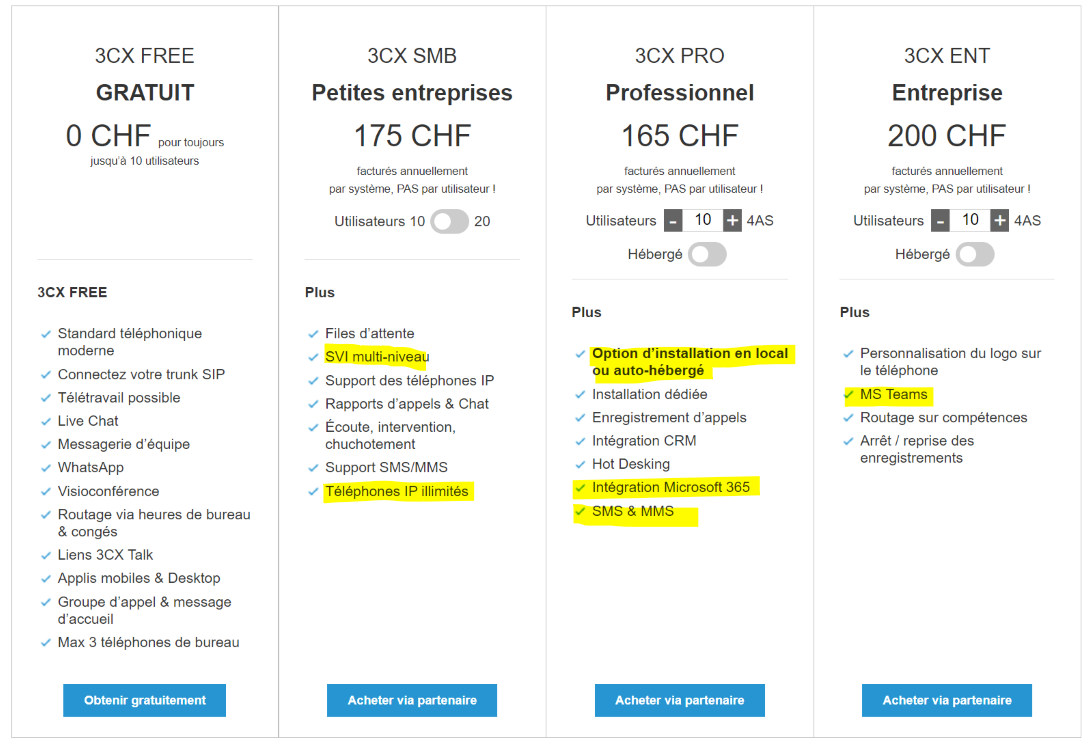 3CX FREE
GRATUIT
0 CHF pour toujours
jusqu'à 10 utilisateurs
3CX FREE
Standard téléphonique
moderne
Connectez votre trunk SIP
Télétravail possible
Live Chat
Messagerie d'équipe
WhatsApp
Visioconférence
Routage via heures de bureau
& congés
Liens 3CX Talk
Applis mobiles & Desktop
Groupe d'appel & message
d'accueil
Max 3 téléphones de bureau
Obtenir gratuitement
3CX SMB
Petites entreprises
175 CHF
facturés annuellement
par système, PAS par utilisateur !
Utilisateurs 10 20
Plus
Files d'attente
SVI multi-niveau
Support des téléphones IP
Rapports d'appels & Chat
Écoute, intervention,
chuchotement
Support SMS/MMS
Téléphones IP illimités
Acheter via partenaire
3CX PRO
Professionnel
165 CHF
facturés annuellement
par système, PAS par utilisateur !
Utilisateurs - 10 + 4AS
Hébergé
Plus
Option d'installation en local
ou auto-hébergé
Installation dédiée
Enregistrement d'appels
Intégration CRM
Hot Desking
Intégration Microsoft 365
SMS & MMS
Acheter via partenaire
3CX ENT
Entreprise
200 CHF
facturés annuellement
par système, PAS par utilisateur !
Utilisateurs - 10 + 4AS
Hébergé
Plus
Personnalisation du logo sur
le téléphone
MS Teams
Routage sur compétences
Arrêt / reprise des
enregistrements
Acheter via partenaire